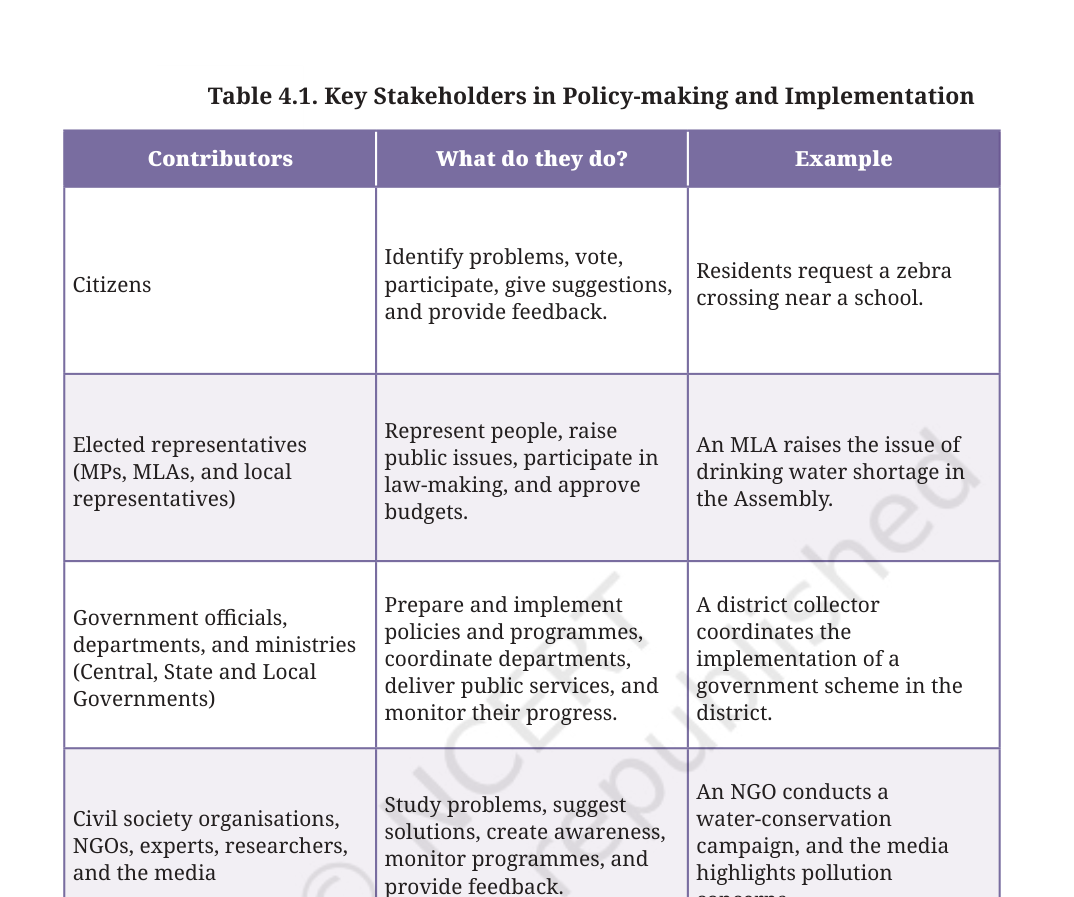 Table 4.1. Key Stakeholders in Policy-making and Implementation
Contributors
What do they do?
Example
Citizens
Identify problems, vote,
participate, give suggestions,
and provide feedback.
Residents request a zebra
crossing near a school.
Elected representatives
(MPs, MLAs, and local
representatives)
Represent people, raise
public issues, participate in
law-making, and approve
budgets.
An MLA raises the issue of
drinking water shortage in
the Assembly.
Government officials,
departments, and ministries
(Central, State and Local
Governments)
Prepare and implement
policies and programmes,
coordinate departments,
deliver public services, and
monitor their progress.
A district collector
coordinates the
implementation of a
government scheme in the
district.
Civil society organisations,
NGOs, experts, researchers,
and the media
Study problems, suggest
solutions, create awareness,
monitor programmes, and
provide feedback.
An NGO conducts a
water-conservation
campaign, and the media
highlights pollution
© NCERT
republished